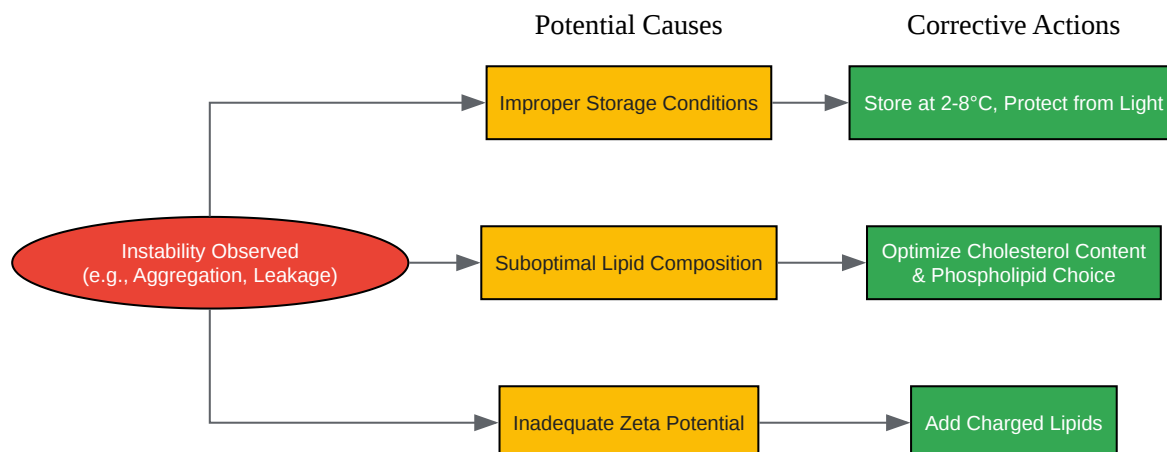 Potential Causes
Corrective Actions
Improper Storage Conditions
Store at 2-8°C, Protect from Light
Instability Observed
(e.g., Aggregation, Leakage)
Suboptimal Lipid Composition
Optimize Cholesterol Content
& Phospholipid Choice
Inadequate Zeta Potential
Add Charged Lipids